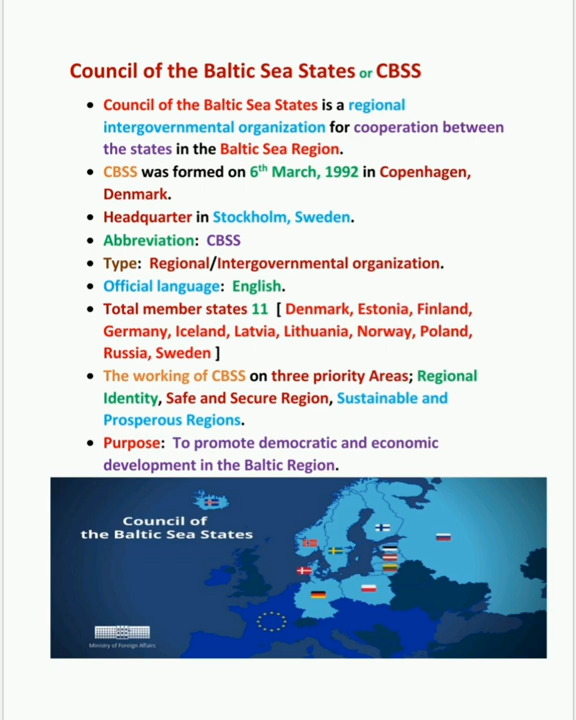 Council of the Baltic Sea States or CBSS
• Council of the Baltic Sea States is a regional
intergovernmental organization for cooperation between
the states in the Baltic Sea Region.
• CBSS was formed on 6th March, 1992 in Copenhagen,
Denmark.
• Headquarter in Stockholm, Sweden.
• Abbreviation: CBSS
• Type: Regional/Intergovernmental organization.
• Official language: English.
• Total member states 11 [ Denmark, Estonia, Finland,
Germany, Iceland, Latvia, Lithuania, Norway, Poland,
Russia, Sweden ]
• The working of CBSS on three priority Areas; Regional
Identity, Safe and Secure Region, Sustainable and
Prosperous Regions.
• Purpose: To promote democratic and economic
development in the Baltic Region.
Council of
the Baltic Sea States
Ministry of Foreign Affairs